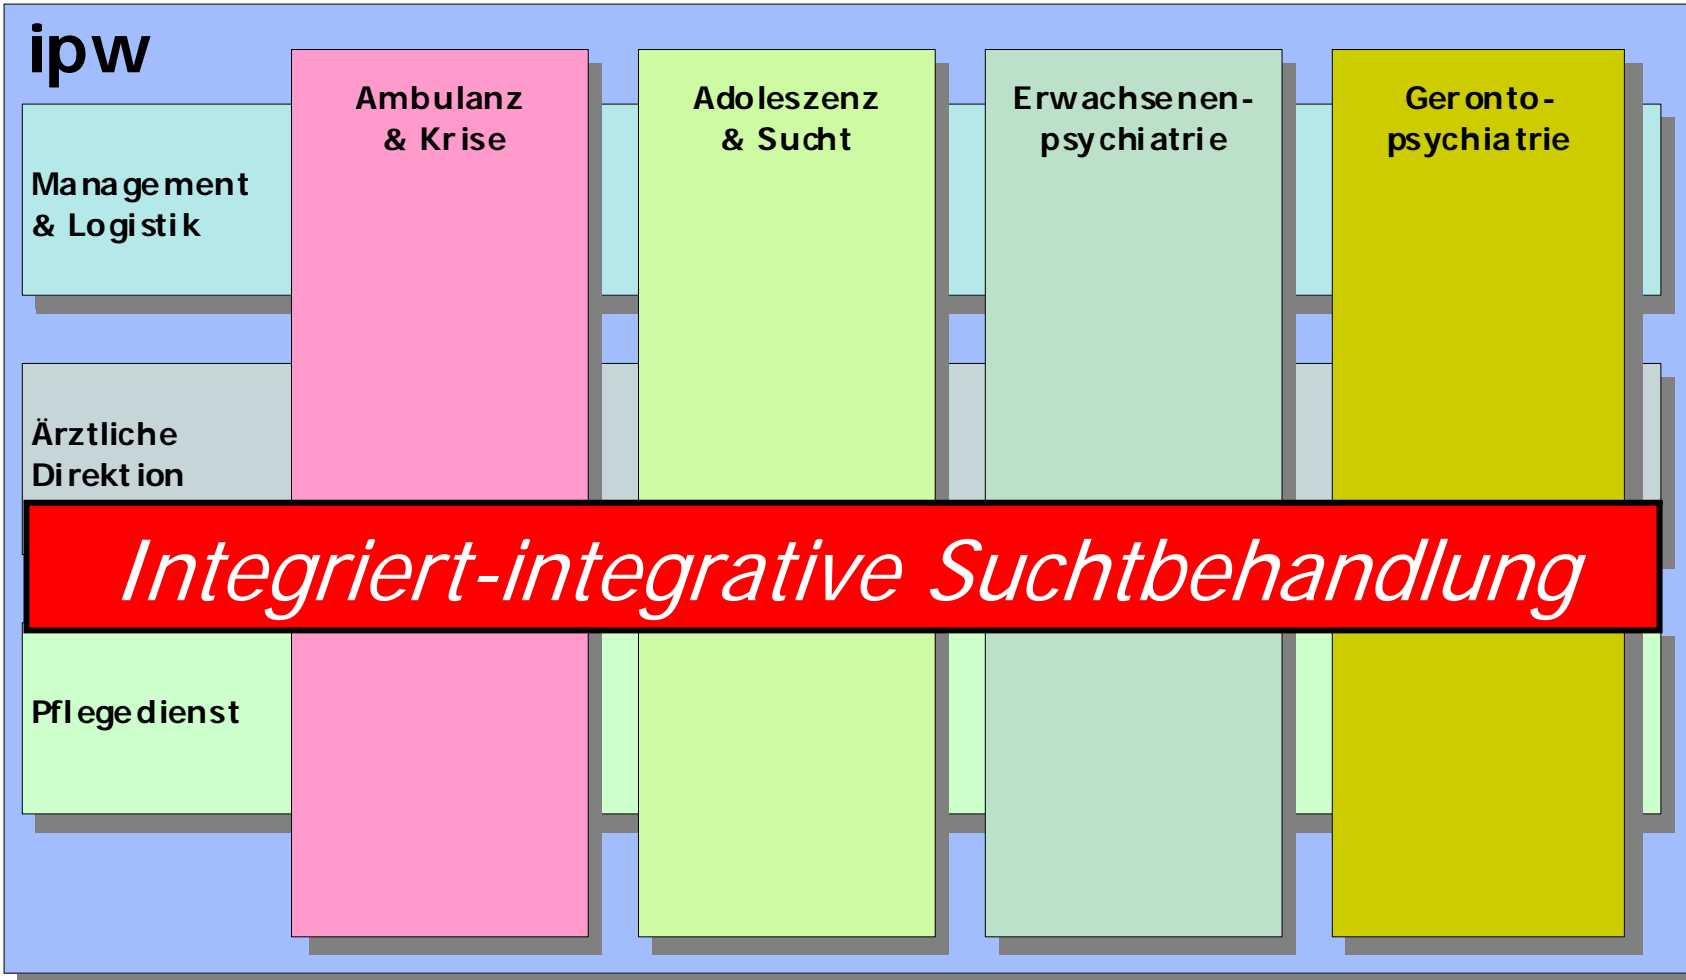 ipw
Ambulanz
& Krise
Adoleszenz
& Sucht
Erwachsenen-
psychiatrie
Geronto-
psychiatrie
Management
& Logistik
Ärztliche
Direktion
Integriert-integrative Suchtbehandlung
Pflegedienst